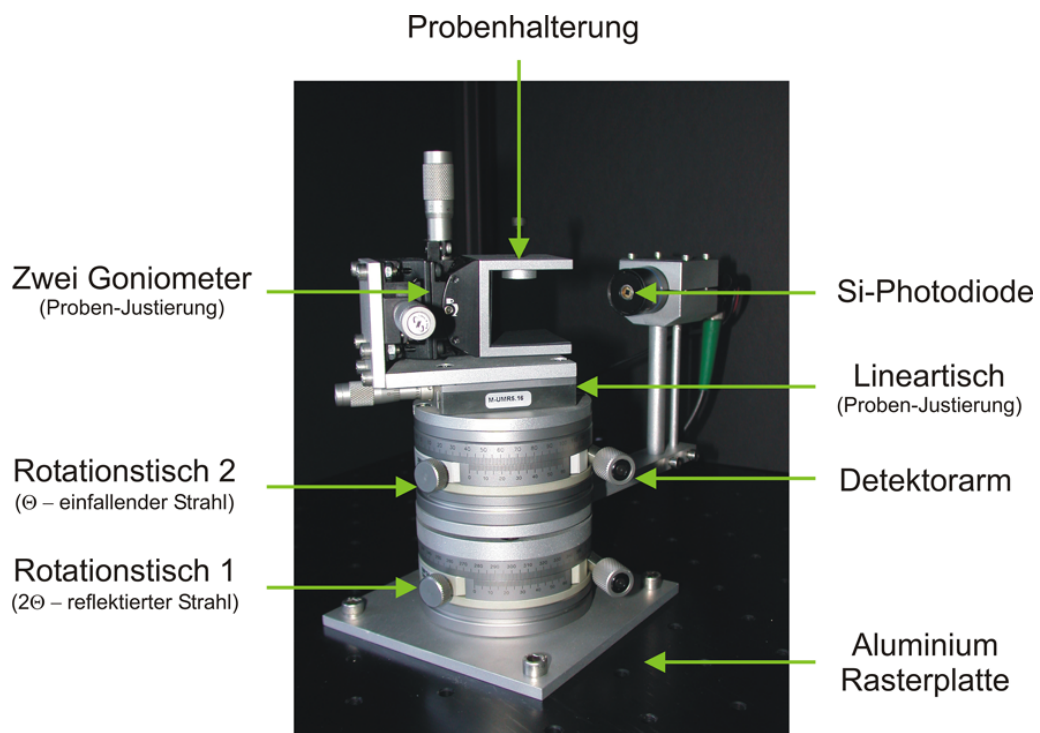 Probenhalterung
Zwei Goniometer
(Proben-Justierung)
Si-Photodiode
Lineartisch
(Proben-Justierung)
M-UMR8.16
Rotationstisch 2
(Θ – einfallender Strahl)
Detektorarm
Rotationstisch 1
(2Θ – reflektierter Strahl)
Aluminium
Rasterplatte